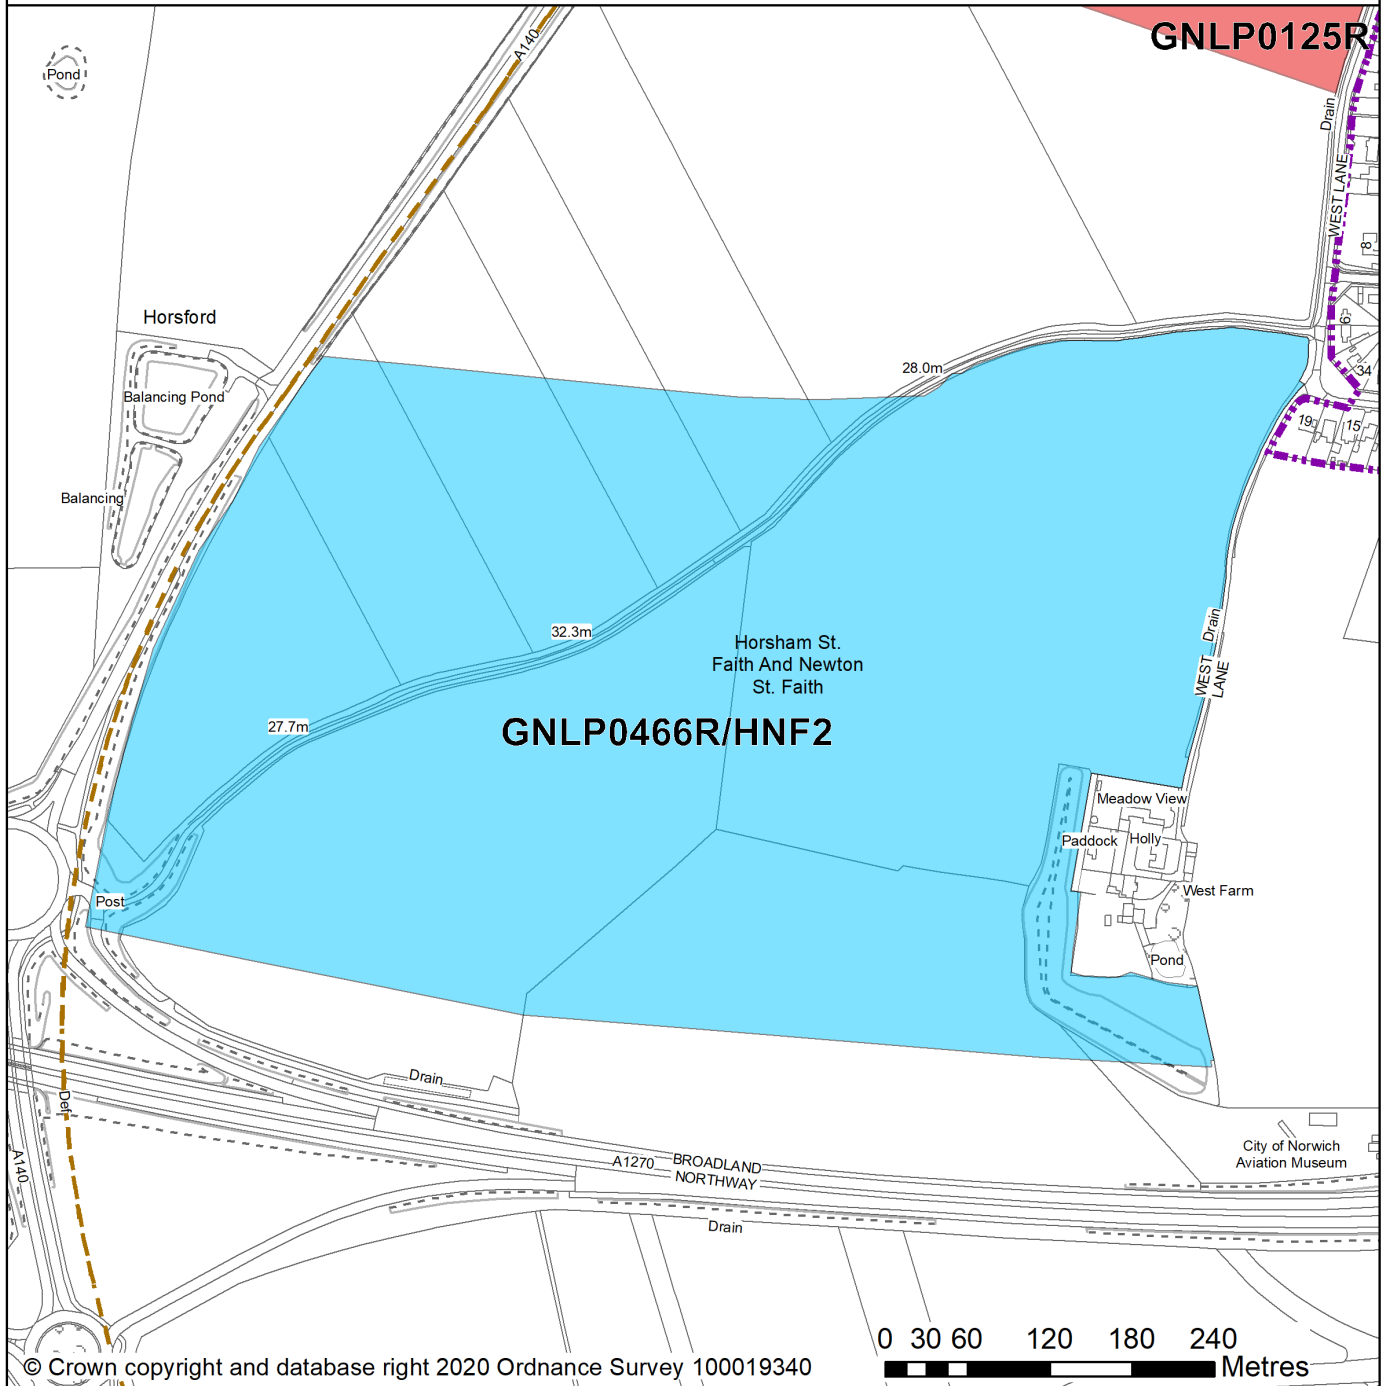 GNLP0125R
A140
Pond
Drain
WEST LANE
8
Horsford
6
28.0m
34
Balancing Pond
19
15
Balancing
32.3m
Drain
Horsham St.
Faith And Newton
St. Faith
WEST
LANE
27.7m
GNLP0466R/HNF2
Meadow View
Paddock
Holly
West Farm
Post
Pond
Drain
Def
City of Norwich
Aviation Museum
A140
A1270
BROADLAND
NORTHWAY
Drain
0 30 60 120 180 240
Metres
© Crown copyright and database right 2020 Ordnance Survey 100019340